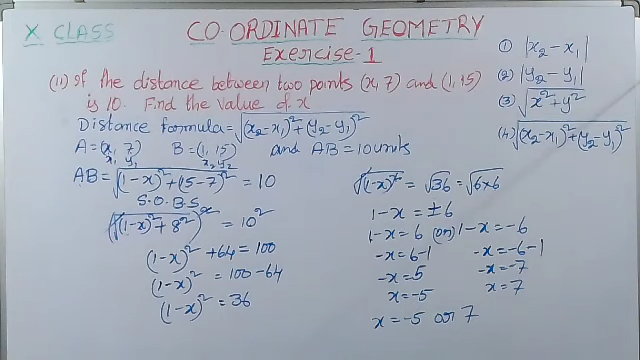 X CLASS
CO-ORDINATE GEOMETRY
Exercise-1
① |x₂-x₁|
(2) |y₂-y₁|
(3) √(x²+y²)
(4) √((x₂-x₁)²+(y₂-y₁)²)
(11) If the distance between two points (x, 7) and (1, 15)
is 10. Find the value of x
Distance formula=√((x₂-x₁)²+(y₂-y₁)²)
A=(x, 7) B=(1, 15) and AB=10units
x₁ y₁ x₂ y₂
AB=√((1-x)²+(15-7)²) = 10
S.O.B.S
(√((1-x)²+8²))² = 10²
(1-x)²+64=100
(1-x)² = 100-64
(1-x)² = 36
√(1-x)² = √36 = √6×6
1-x = ±6
1-x = 6 (or) 1-x=-6
-x = 6-1 -x=-6-1
-x = 5 -x=-7
x=-5 x=7
x=-5 or 7